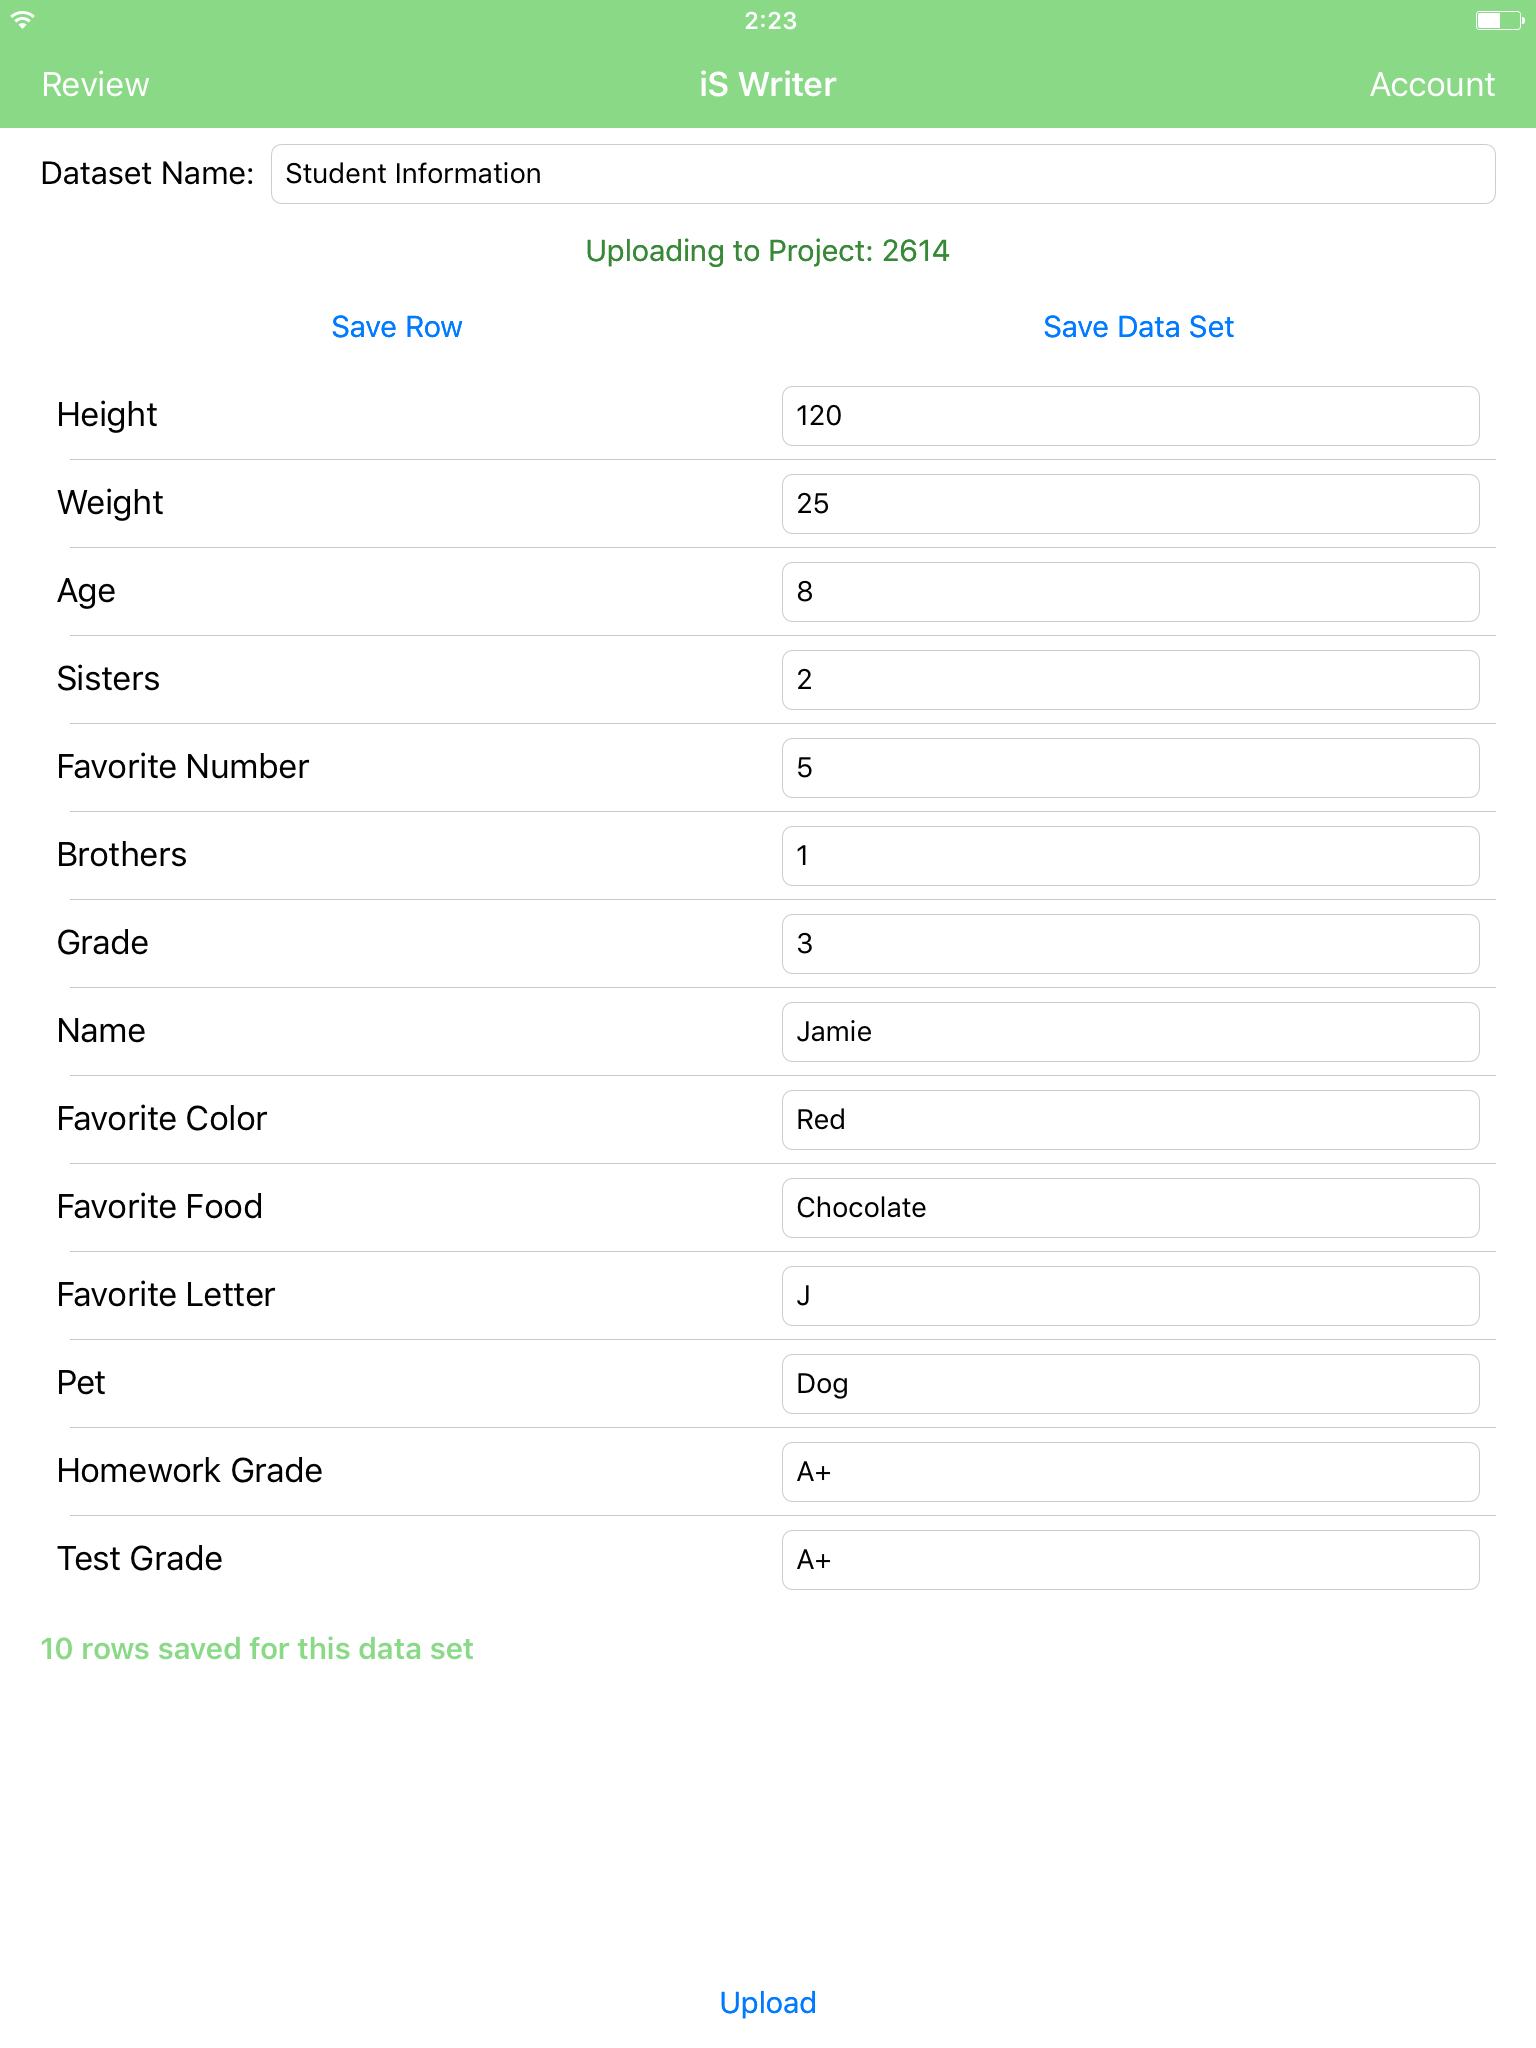 2:23
Review iS Writer Account
Dataset Name: Student Information
Uploading to Project: 2614
Save Row Save Data Set
Height 120
Weight 25
Age 8
Sisters 2
Favorite Number 5
Brothers 1
Grade 3
Name Jamie
Favorite Color Red
Favorite Food Chocolate
Favorite Letter J
Pet Dog
Homework Grade A+
Test Grade A+
10 rows saved for this data set
Upload